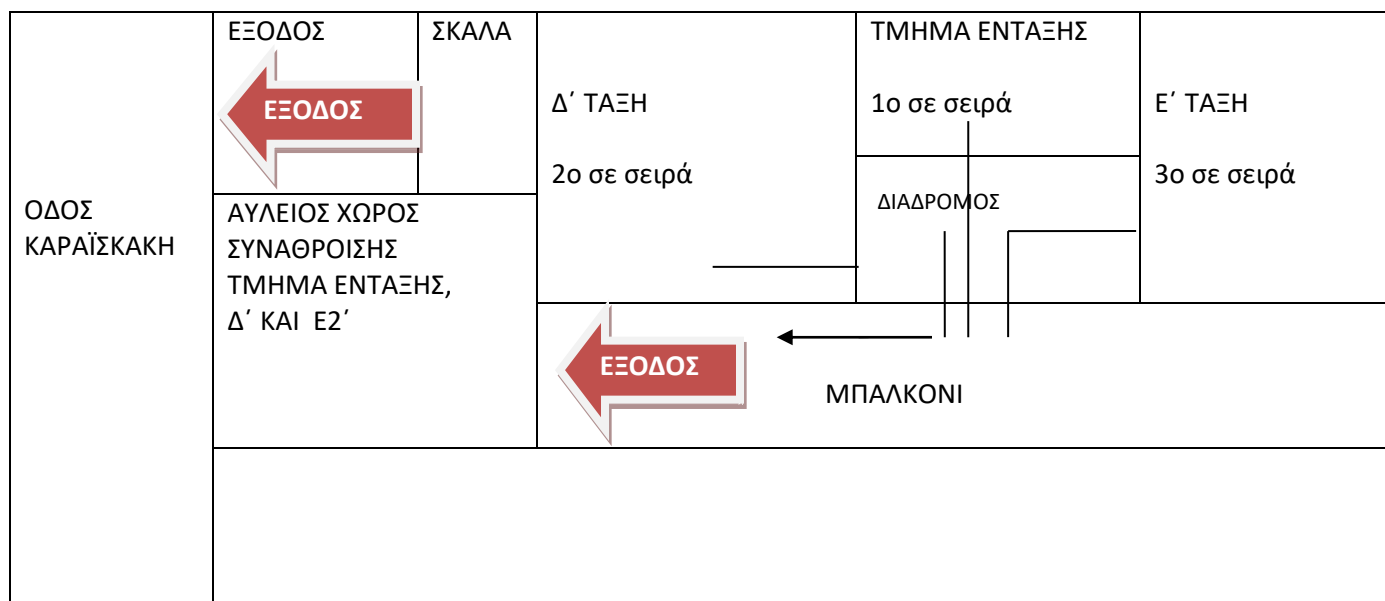 ΟΔΟΣ
ΚΑΡΑΪΣΚΑΚΗ
ΕΞΟΔΟΣ
ΕΞΟΔΟΣ
ΣΚΑΛΑ
Δ΄ ΤΑΞΗ
2ο σε σειρά
ΤΜΗΜΑ ΕΝΤΑΞΗΣ
1ο σε σειρά
Ε΄ ΤΑΞΗ
3ο σε σειρά
ΔΙΑΔΡΟΜΟΣ
ΑΥΛΕΙΟΣ ΧΩΡΟΣ
ΣΥΝΑΘΡΟΙΣΗΣ
ΤΜΗΜΑ ΕΝΤΑΞΗΣ,
Δ΄ ΚΑΙ Ε2΄
ΕΞΟΔΟΣ
ΜΠΑΛΚΟΝΙ